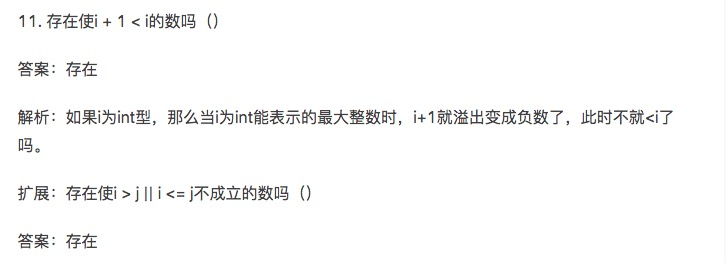 11. 存在使i + 1 < i的数吗（）
答案：存在
解析：如果i为int型，那么当i为int能表示的最大整数时，i+1就溢出变成负数了，此时不就<i了
吗。
扩展：存在使i > j || i <= j不成立的数吗（）
答案：存在